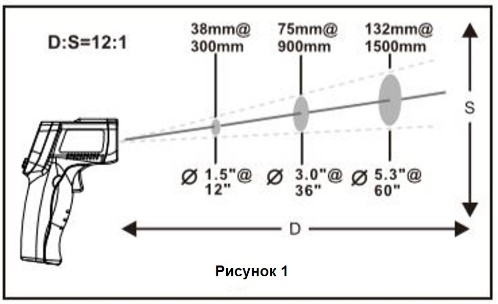 D:S=12:1
38mm@
300mm
75mm@
900mm
132mm@
1500mm
S
Ø 1.5"@
12"
Ø 3.0"@
36"
Ø 5.3"@
60"
D
Рисунок 1